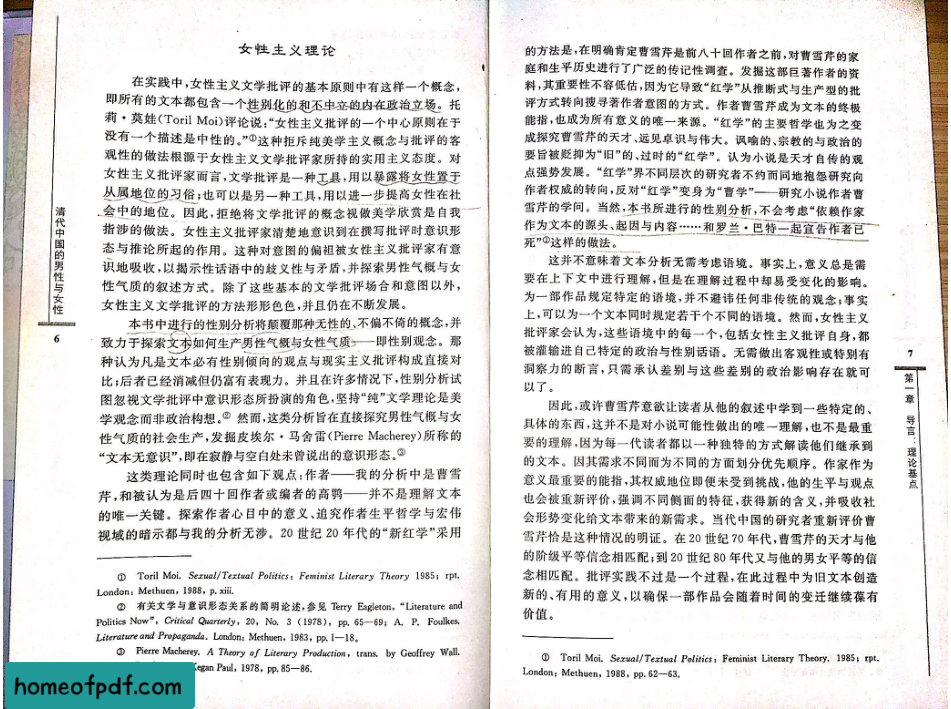 女性主义理论
在实践中,女性主义文学批评的基本原则中有这样一个概念,
即所有的文本都包含一个性别化的和不中立的内在政治立场。托
莉·莫娃(Toril Moi)评论说:“女性主义批评的一个中心原则在于
没有一个描述是中性的。”①这种拒斥纯美学主义概念与批评的客
观性的做法根源于女性主义文学批评家所持的实用主义态度。对
女性主义批评家而言,文学批评是一种工具,用以暴露将女性置于
从属地位的习俗;也可以是另一种工具,用以进一步提高女性在社
会中的地位。因此,拒绝将文学批评的概念视做美学欣赏是自我
指涉的做法。女性主义批评家清楚地意识到在撰写批评时意识形
态与推论所起的作用。这种对意图的偏袒被女性主义批评家有意
识地吸收,以揭示性话语中的歧义性与矛盾,并探索男性气概与女
性气质的叙述方式。除了这些基本的文学批评场合和意图以外,
女性主义文学批评的方法形形色色,并且仍在不断发展。
本书中进行的性别分析将颠覆那种无性的、不偏不倚的概念,并
致力于探索文本如何生产男性气概与女性气质——即性别观念。那
种认为凡是文本必有性别倾向的观点与现实主义批评构成直接对
比;后者已经消减但仍富有表现力。并且在许多情况下,性别分析试
图忽视文学批评中意识形态所扮演的角色,坚持“纯”文学理论是美
学观念而非政治构想。② 然而,这类分析旨在直接探究男性气概与女
性气质的社会生产,发掘皮埃尔·马舍雷(Pierre Macherey)所称的
“文本无意识”,即在寂静与空白处未曾说出的意识形态。③
这类理论同时也包含如下观点:作者——我的分析中是曹雪
芹,和被认为是后四十回作者或编者的高鹗——并不是理解文本
的唯一关键。探索作者心目中的意义、追究作者生平哲学与宏伟
视域的暗示都与我的分析无涉。20 世纪 20 年代的“新红学”采用
① Toril Moi. Sexual/Textual Politics: Feminist Literary Theory 1985; rpt.
London: Methuen, 1988, p. xiii.
② 有关文学与意识形态关系的简明论述,参见 Terry Eagleton, “Literature and
Politics Now”, Critical Quarterly, 20, No. 3 (1978), pp. 65—69; A. P. Foulkes.
Literature and Propaganda. London: Methuen, 1983, pp. 1—18.
③ Pierre Macherey. A Theory of Literary Production, trans. by Geoffrey Wall.
Kegan Paul, 1978, pp. 85—86.
清代中国的男性与女性
6
的方法是,在明确肯定曹雪芹是前八十回作者之前,对曹雪芹的家
庭和生平历史进行了广泛的传记性调查。发掘这部巨著作者的资
料,其重要性不容低估,因为它导致“红学”从推断式与生产型的批
评方式转向搜寻著作者意图的方式。作者曹雪芹成为文本的终极
能指,也成为所有意义的唯一来源。“红学”的主要哲学也为之变
成探究曹雪芹的天才、远见卓识与伟大。讽喻的、宗教的与政治的
要旨被贬抑为“旧”的、过时的“红学”。认为小说是天才自传的观
点强势发展。“红学”界不同层次的研究者不约而同地抱怨研究向
作者权威的转向,反对“红学”变身为“曹学”——研究小说作者曹
雪芹的学问。当然,本书所进行的性别分析,不会考虑“依赖作家
作为文本的源头、起因与内容……和罗兰·巴特一起宣告作者已
死”①这样的做法。
这并不意味着文本分析无需考虑语境。事实上,意义总是需
要在上下文中进行理解,但是在理解过程中却易受变化的影响。
为一部作品规定特定的语境,并不避讳任何非传统的观念;事实
上,可以为一个文本同时规定若干个不同的语境。然而,女性主义
批评家会认为,这些语境中的每一个,包括女性主义批评自身,都
被灌输进自己特定的政治与性别话语。无需做出客观性或特别有
洞察力的断言,只需承认差别与这些差别的政治影响存在就可
以了。
因此,或许曹雪芹意欲让读者从他的叙述中学到一些特定的、
具体的东西,这并不是对小说可能性做出的唯一理解,也不是最重
要的理解,因为每一代读者都以一种独特的方式解读他们继承到
的文本。因其需求不同而为不同的方面划分优先顺序。作家作为
意义最重要的能指,其权威地位即便未受到挑战,他的生平与观点
也会被重新评价,强调不同侧面的特征,获得新的含义,并吸收社
会形势变化给文本带来的新需求。当代中国的研究者重新评价曹
雪芹恰是这种情况的明证。在 20 世纪 70 年代,曹雪芹的天才与他
的阶级平等信念相匹配;到 20 世纪 80 年代又与他的男女平等的信
念相匹配。批评实践不过是一个过程,在此过程中为旧文本创造
新的、有用的意义,以确保一部作品会随着时间的变迁继续葆有
价值。
① Toril Moi. Sexual/Textual Politics: Feminist Literary Theory. 1985; rpt.
London: Methuen, 1988, pp. 62—63.
7
第一章 导言:理论基点
homeofpdf.com